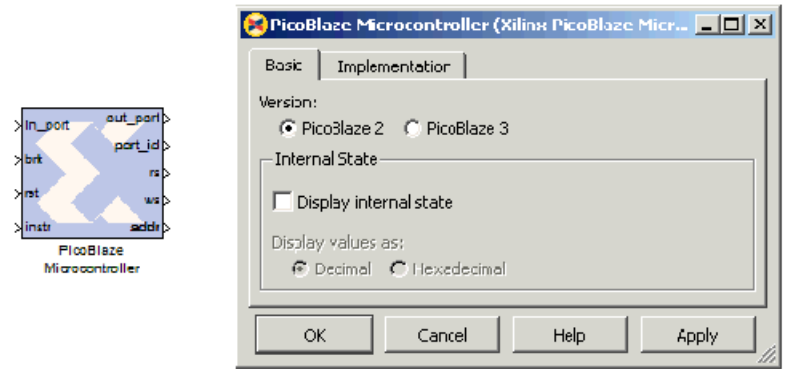 PicoBlaze Microcontroller (Xilinx PicoBlaze Micr...
Basic
Implementation
Version:
PicoBlaze 2
PicoBlaze 3
Internal State
Display internal state
Display values as:
Decimal
Hexedecimal
OK
Cancel
Help
Apply
In_port
out_port
port_id
brk
rs
rst
ws
instr
addr
PicoBlaze
Microcontroller